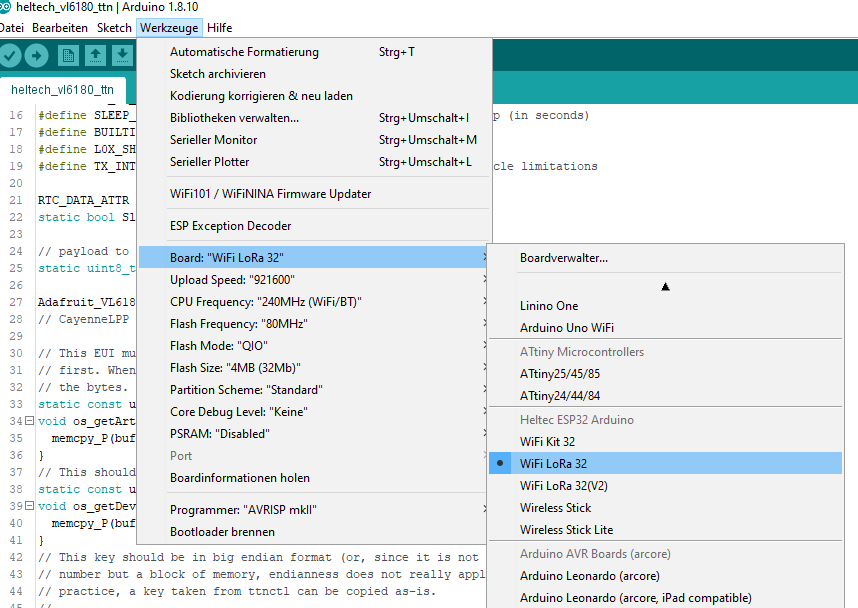 heltech_vl6180_ttn | Arduino 1.8.10
Datei Bearbeiten Sketch Werkzeuge Hilfe
heltech_vl6180_ttn
Automatische Formatierung Strg+T
Sketch archivieren
Kodierung korrigieren & neu laden
Bibliotheken verwalten... Strg+Umschalt+I
Serieller Monitor Strg+Umschalt+M
Serieller Plotter Strg+Umschalt+L
WiFi101 / WiFiNINA Firmware Updater
ESP Exception Decoder
Board: "WiFi LoRa 32"
Upload Speed: "921600"
CPU Frequency: "240MHz (WiFi/BT)"
Flash Frequency: "80MHz"
Flash Mode: "QIO"
Flash Size: "4MB (32Mb)"
Partition Scheme: "Standard"
Core Debug Level: "Keine"
PSRAM: "Disabled"
Port
Boardinformationen holen
Programmer: "AVRISP mkII"
Bootloader brennen
Boardverwalter...
Linino One
Arduino Uno WiFi
ATtiny Microcontrollers
ATtiny25/45/85
ATtiny24/44/84
Heltec ESP32 Arduino
WiFi Kit 32
WiFi LoRa 32
WiFi LoRa 32(V2)
Wireless Stick
Wireless Stick Lite
Arduino AVR Boards (arcore)
Arduino Leonardo (arcore)
Arduino Leonardo (arcore, iPad compatible)
16 #define SLEEP_ p (in seconds)
17 #define BUILTI
18 #define L0X_SH
19 #define TX_INT cle limitations
20
21 RTC_DATA_ATTR
22 static bool Sl
23
24 // payload to
25 static uint8_t
26
27 Adafruit_VL618
28 // CayenneLPP
29
30 // This EUI mu
31 // first. When
32 // the bytes.
33 static const u
34 void os_getArt
35 memcpy_P(buf
36 }
37 // This should
38 static const u
39 void os_getDev
40 memcpy_P(buf
41 }
42 // This key should be in big endian format (or, since it is not
43 // number but a block of memory, endianness does not really appl
44 // practice, a key taken from ttnctl can be copied as-is.
45 //